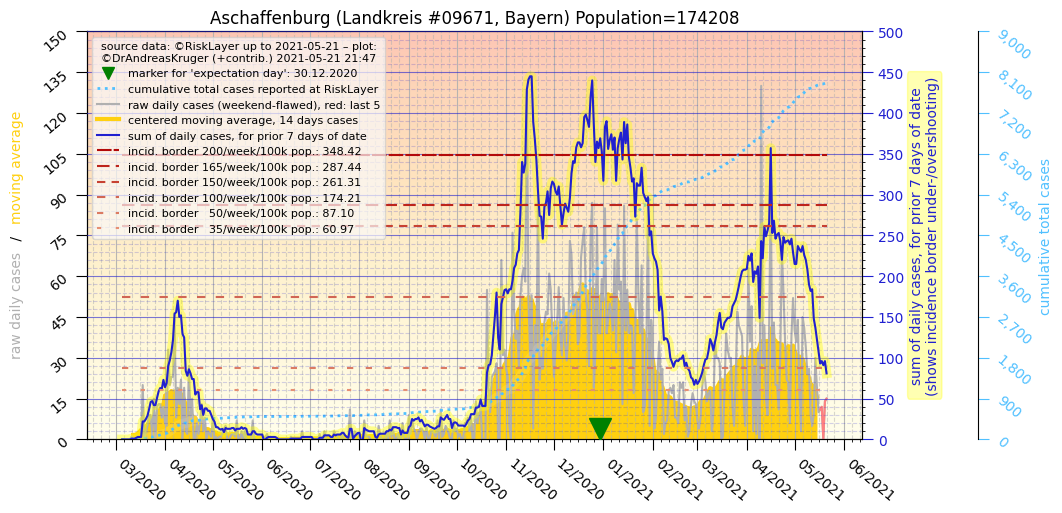 Aschaffenburg (Landkreis #09671, Bayern) Population=174208
source data: ©RiskLayer up to 2021-05-21 – plot:
©DrAndreasKruger (+contrib.) 2021-05-21 21:47
marker for 'expectation day': 30.12.2020
cumulative total cases reported at RiskLayer
raw daily cases (weekend-flawed), red: last 5
centered moving average, 14 days cases
sum of daily cases, for prior 7 days of date
incid. border 200/week/100k pop.: 348.42
incid. border 165/week/100k pop.: 287.44
incid. border 150/week/100k pop.: 261.31
incid. border 100/week/100k pop.: 174.21
incid. border 50/week/100k pop.: 87.10
incid. border 35/week/100k pop.: 60.97
raw daily cases / moving average
150
135
120
105
90
75
60
45
30
15
0
03/2020
04/2020
05/2020
06/2020
07/2020
08/2020
09/2020
10/2020
11/2020
12/2020
01/2021
02/2021
03/2021
04/2021
05/2021
06/2021
500
450
400
350
300
250
200
150
100
50
0
sum of daily cases, for prior 7 days of date
(shows incidence border under-/overshooting)
9,000
8,100
7,200
6,300
5,400
4,500
3,600
2,700
1,800
900
0
cumulative total cases